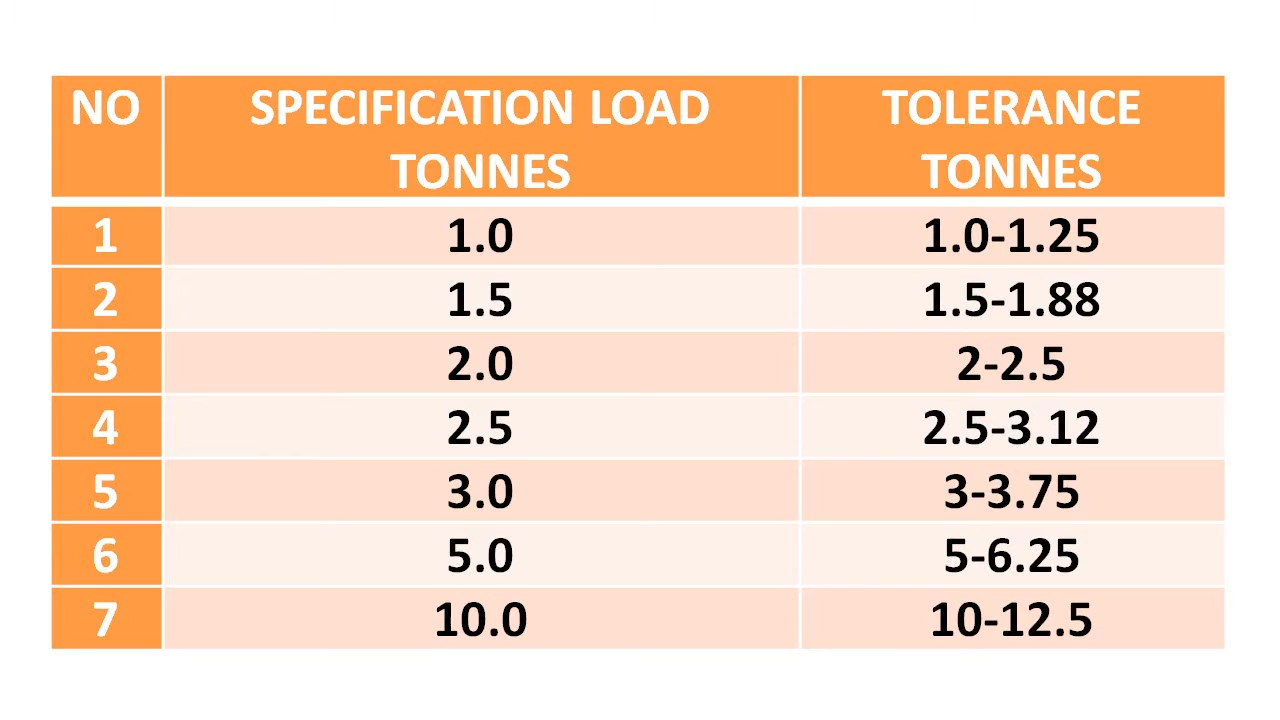 NO SPECIFICATION LOAD TONNES TOLERANCE TONNES
1 1.0 1.0-1.25
2 1.5 1.5-1.88
3 2.0 2-2.5
4 2.5 2.5-3.12
5 3.0 3-3.75
6 5.0 5-6.25
7 10.0 10-12.5